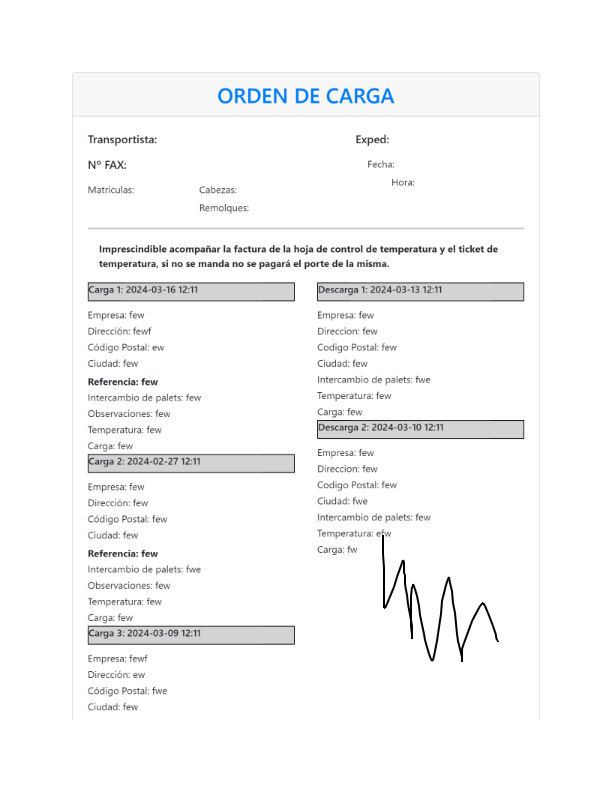 ORDEN DE CARGA
Transportista:
Exped:
Nº FAX:
Fecha:
Hora:
Matriculas:
Cabezas:
Remolques:
Imprescindible acompañar la factura de la hoja de control de temperatura y el ticket de
temperatura, si no se manda no se pagará el porte de la misma.
Carga 1: 2024-03-16 12:11
Empresa: few
Dirección: fewf
Código Postal: ew
Ciudad: few
Referencia: few
Intercambio de palets: few
Observaciones: few
Temperatura: few
Carga: few
Carga 2: 2024-02-27 12:11
Empresa: few
Dirección: few
Código Postal: few
Ciudad: few
Referencia: few
Intercambio de palets: fwe
Observaciones: few
Temperatura: few
Carga: few
Carga 3: 2024-03-09 12:11
Empresa: fewf
Dirección: ew
Código Postal: fwe
Ciudad: few
Descarga 1: 2024-03-13 12:11
Empresa: few
Direccion: few
Codigo Postal: few
Ciudad: few
Intercambio de palets: fwe
Temperatura: few
Carga: few
Descarga 2: 2024-03-10 12:11
Empresa: few
Direccion: few
Codigo Postal: few
Ciudad: fwe
Intercambio de palets: few
Temperatura: efw
Carga: fw